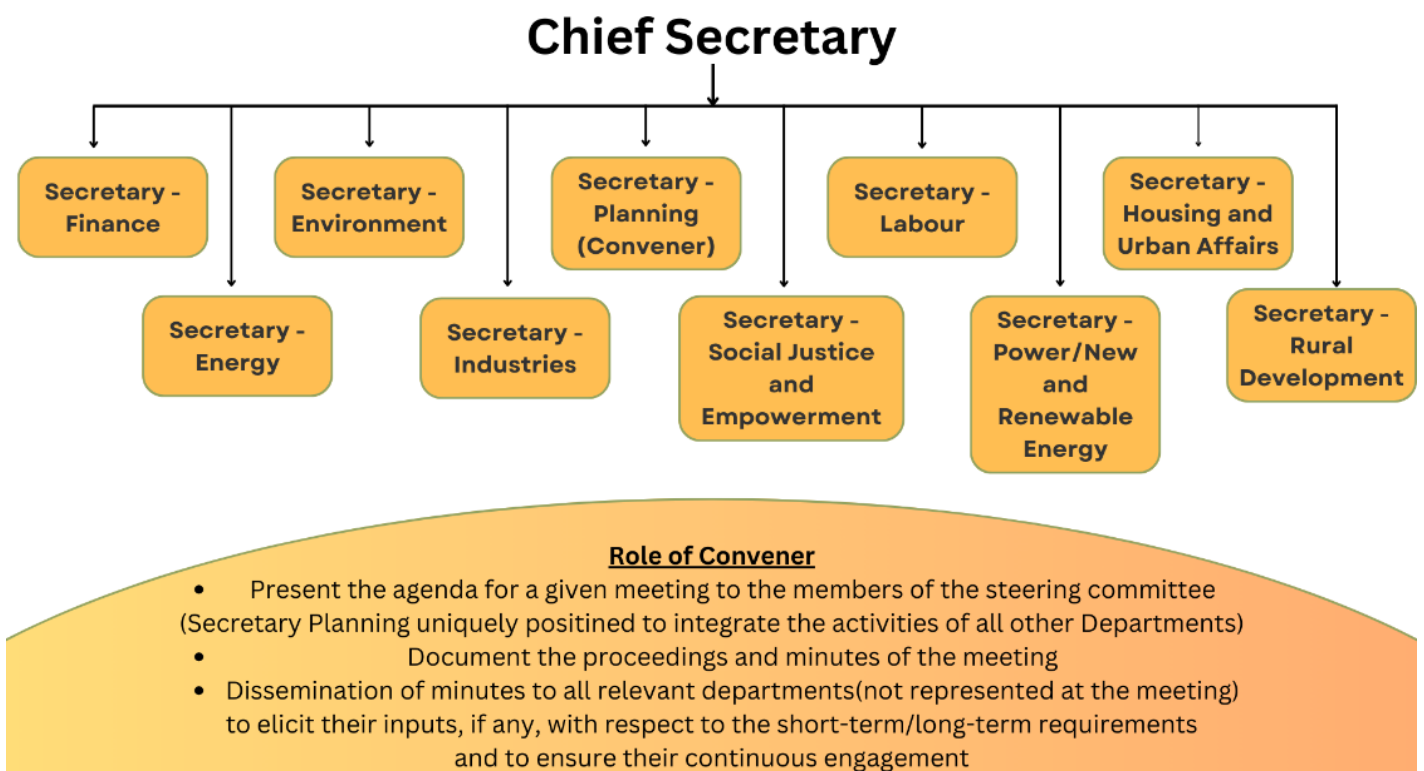 Chief Secretary
Secretary -
Finance
Secretary -
Environment
Secretary -
Planning
(Convener)
Secretary -
Labour
Secretary -
Housing and
Urban Affairs
Secretary -
Energy
Secretary -
Industries
Secretary -
Social Justice
and
Empowerment
Secretary -
Power/New
and
Renewable
Energy
Secretary -
Rural
Development
Role of Convener
• Present the agenda for a given meeting to the members of the steering committee
(Secretary Planning uniquely positined to integrate the activities of all other Departments)
• Document the proceedings and minutes of the meeting
• Dissemination of minutes to all relevant departments(not represented at the meeting)
to elicit their inputs, if any, with respect to the short-term/long-term requirements
and to ensure their continuous engagement